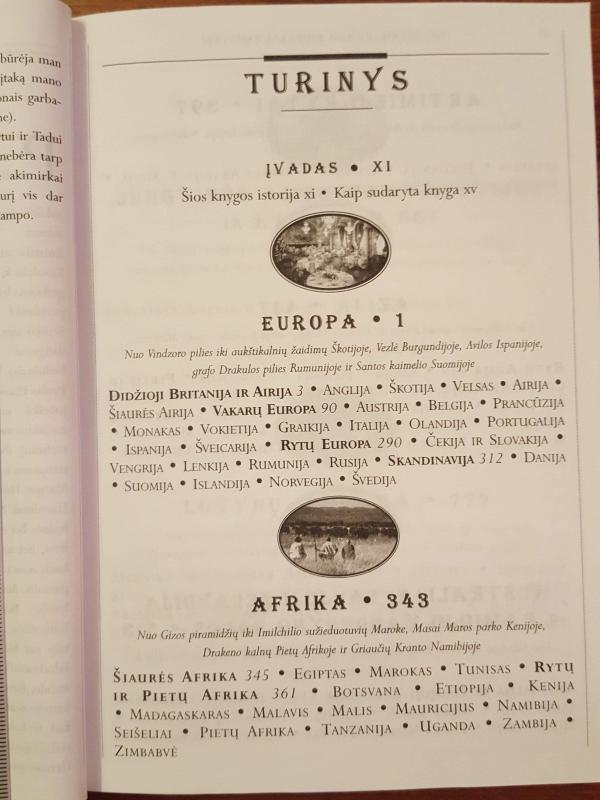 būrėja man
įtaką mano
onais garba-
ne).
rtui ir Tadui
nebėra tarp
akimirkai
urį vis dar
ampo.
TURINYS
ĮVADAS • XI
Šios knygos istorija xi • Kaip sudaryta knyga xv
EUROPA • 1
Nuo Vindzoro pilies iki aukštikalnių žaidimų Škotijoje, Vezlė Burgundijoje, Avilos Ispanijoje,
grafo Drakulos pilies Rumunijoje ir Santos kaimelio Suomijoje
DIDŽIOJI BRITANIJA IR AIRIJA 3 • ANGLIJA • ŠKOTIJA • VELSAS • AIRIJA •
ŠIAURĖS AIRIJA • VAKARŲ EUROPA 90 • AUSTRIJA • BELGIJA • PRANCŪZIJA
• MONAKAS • VOKIETIJA • GRAIKIJA • ITALIJA • OLANDIJA • PORTUGALIJA
• ISPANIJA • ŠVEICARIJA • RYTŲ EUROPA 290 • ČEKIJA IR SLOVAKIJA •
VENGRIJA • LENKIJA • RUMUNIJA • RUSIJA • SKANDINAVIJA 312 • DANIJA
• SUOMIJA • ISLANDIJA • NORVEGIJA • ŠVEDIJA
AFRIKA • 343
Nuo Gizos piramidžių iki Imilchilio sužieduotuvių Maroke, Masai Maros parko Kenijoje,
Drakeno kalnų Pietų Afrikoje ir Griaučių Kranto Namibijoje
ŠIAURĖS AFRIKA 345 • EGIPTAS • MAROKAS • TUNISAS • RYTŲ
IR PIETŲ AFRIKA 361 • BOTSVANA • ETIOPIJA • KENIJA
• MADAGASKARAS • MALAVIS • MALIS • MAURICIJUS • NAMIBIJA •
SEIŠELIAI • PIETŲ AFRIKA • TANZANIJA • UGANDA • ZAMBIJA •
ZIMBABVĖ